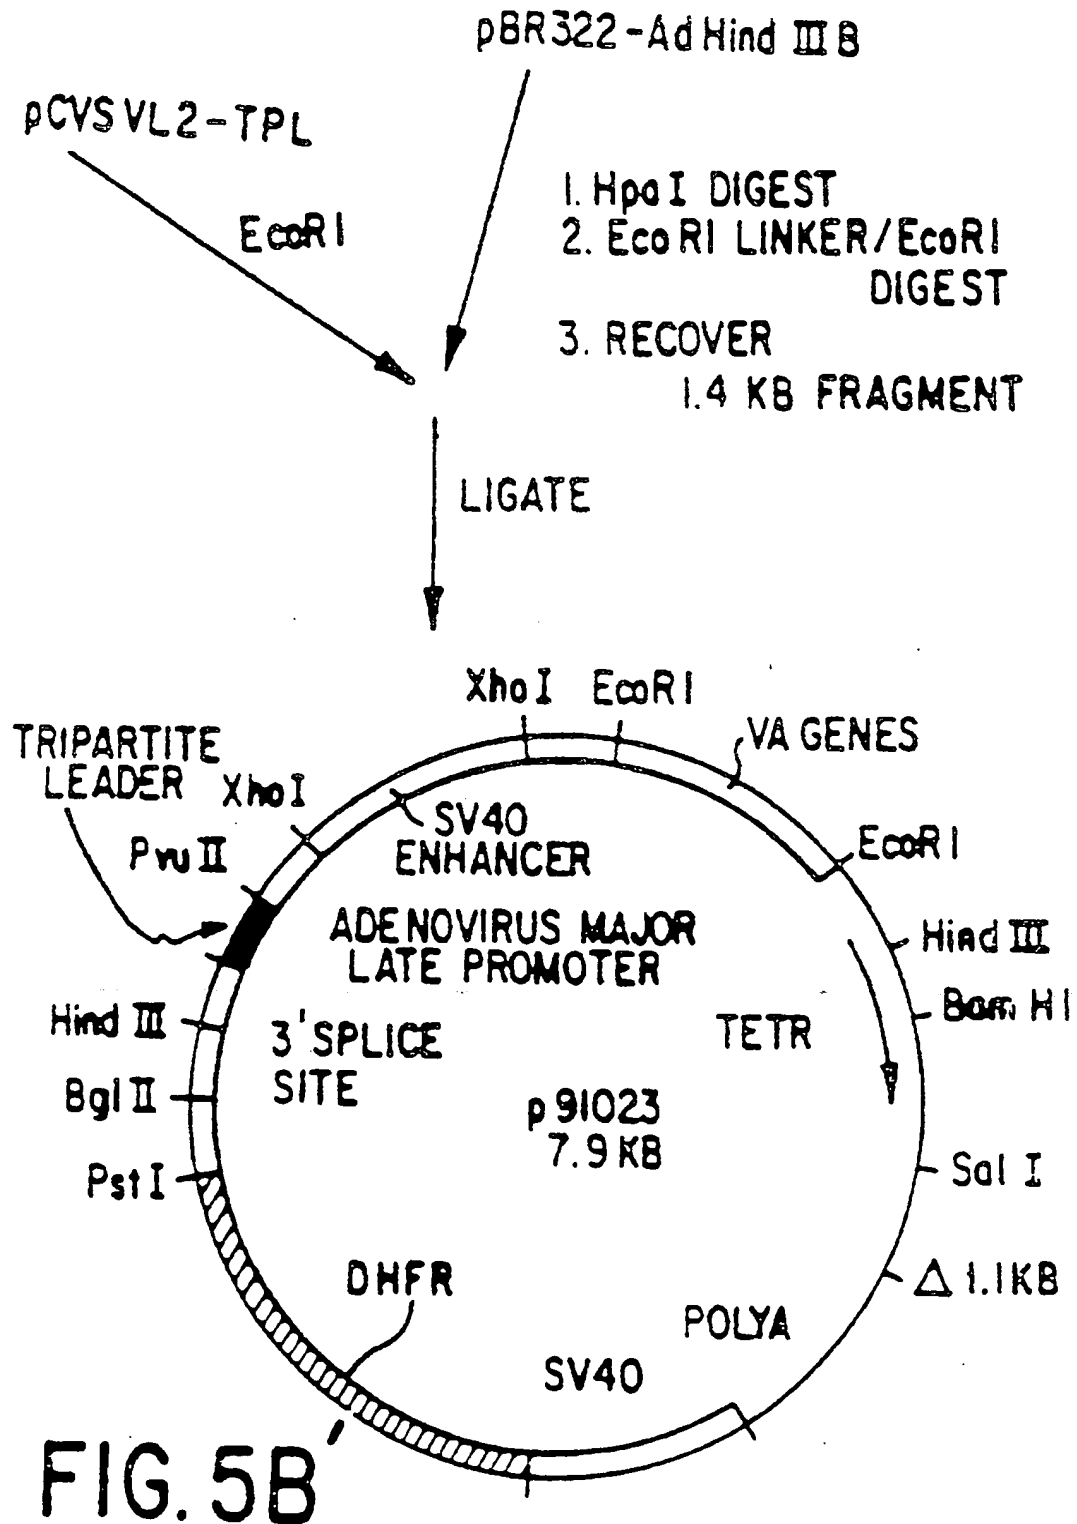 pBR322-Ad Hind III B
pCVSVL2-TPL
EcoRI
1. HpaI DIGEST
2. EcoRI LINKER/EcoRI
DIGEST
3. RECOVER
1.4 KB FRAGMENT
LIGATE
XhoI EcoRI
TRIPARTITE
LEADER
XhoI
VA GENES
PvuII
SV40
ENHANCER
EcoRI
ADENOVIRUS MAJOR
LATE PROMOTER
Hind III
Bam HI
Hind III
3' SPLICE
SITE
TETR
Bgl II
p91023
7.9 KB
PstI
Sal I
DHFR
Δ 1.1KB
POLYA
SV40
FIG. 5B